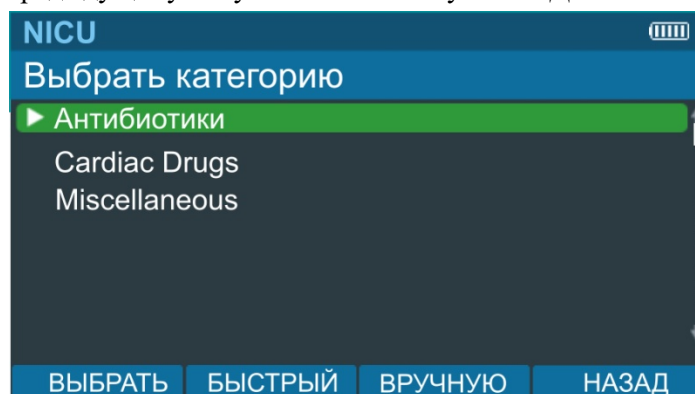 NICU
Выбрать категорию
Антибиотики
Cardiac Drugs
Miscellaneous
ВЫБРАТЬ БЫСТРЫЙ ВРУЧНУЮ НАЗАД